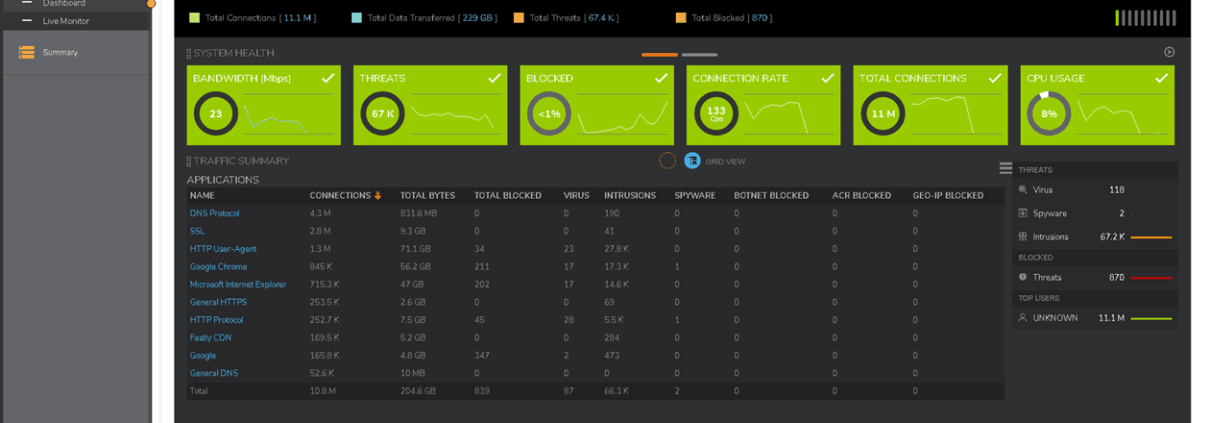 Dashboard
Live Monitor
Summary
Total Connections [ 11.1 M ] Total Data Transferred [ 229 GB ] Total Threats [ 67.4 K ] Total Blocked [ 870 ]
SYSTEM HEALTH
BANDWIDTH (Mbps) THREATS BLOCKED CONNECTION RATE TOTAL CONNECTIONS CPU USAGE
23 67 K <1% 133 Cps 11 M 8%
TRAFFIC SUMMARY GRID VIEW
APPLICATIONS
NAME CONNECTIONS TOTAL BYTES TOTAL BLOCKED VIRUS INTRUSIONS SPYWARE BOTNET BLOCKED ACR BLOCKED GEO-IP BLOCKED
DNS Protocol 4.3 M 831.6 MB 0 0 190 0 0 0 0
SSL 2.8 M 9.3 GB 0 0 41 0 0 0 0
HTTP User-Agent 1.3 M 71.1 GB 34 23 27.8 K 0 0 0 0
Google Chrome 845 K 56.2 GB 211 17 17.3 K 1 0 0 0
Microsoft Internet Explorer 715.3 K 47 GB 202 17 14.6 K 0 0 0 0
General HTTPS 253.5 K 2.6 GB 0 0 69 0 0 0 0
HTTP Protocol 252.7 K 7.5 GB 45 28 5.5 K 1 0 0 0
Fastly CDN 169.5 K 5.2 GB 0 0 284 0 0 0 0
Google 165.8 K 4.8 GB 347 2 473 0 0 0 0
General DNS 52.6 K 10 MB 0 0 0 0 0 0 0
Total 10.8 M 204.6 GB 839 87 66.3 K 2 0 0 0
THREATS
Virus 118
Spyware 2
Intrusions 67.2 K
BLOCKED
Threats 870
TOP USERS
UNKNOWN 11.1 M